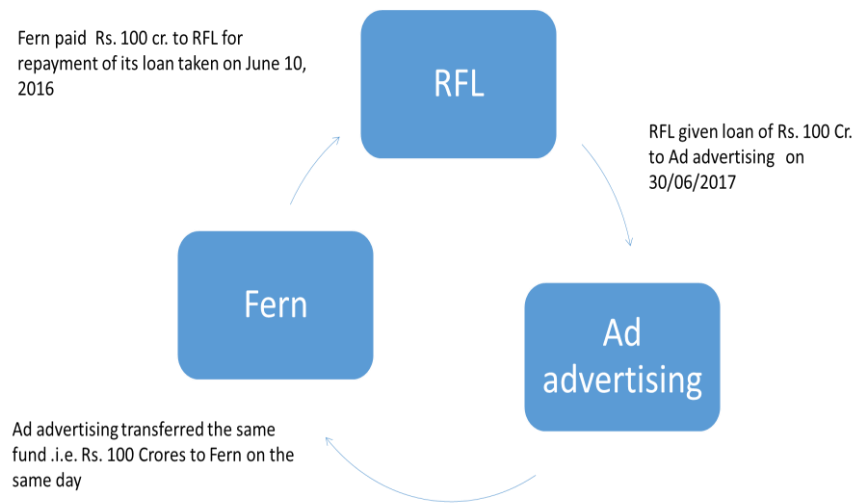 Fern paid Rs. 100 cr. to RFL for
repayment of its loan taken on June 10,
2016
RFL
RFL given loan of Rs. 100 Cr.
to Ad advertising on
30/06/2017
Fern
Ad
advertising
Ad advertising transferred the same
fund .i.e. Rs. 100 Crores to Fern on the
same day